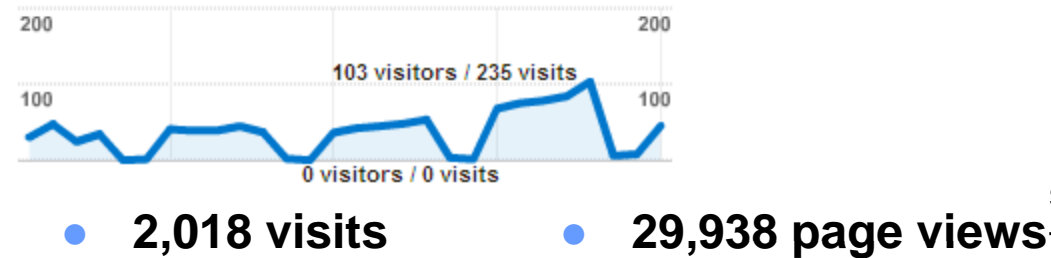 200 200
103 visitors / 235 visits
100 100
0 visitors / 0 visits
• 2,018 visits • 29,938 page views